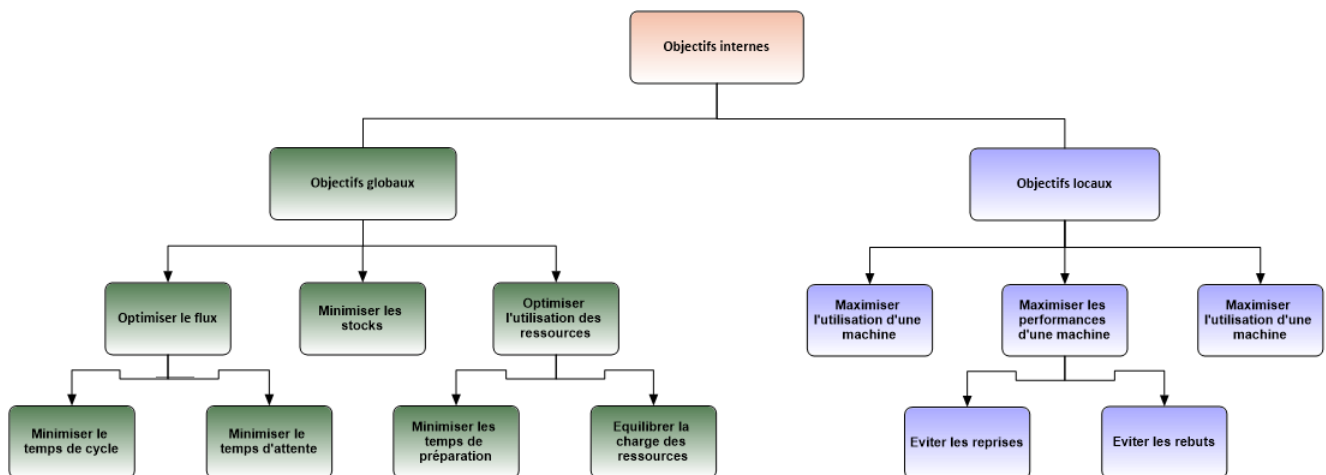 Objectifs internes
Objectifs globaux
Objectifs locaux
Optimiser le flux
Minimiser les
stocks
Optimiser
l'utilisation des
ressources
Maximiser
l'utilisation d'une
machine
Maximiser les
performances
d'une machine
Maximiser
l'utilisation d'une
machine
Minimiser le
temps de cycle
Minimiser le
temps d'attente
Minimiser les
temps de
préparation
Equilibrer la
charge des
ressources
Eviter les reprises
Eviter les rebuts